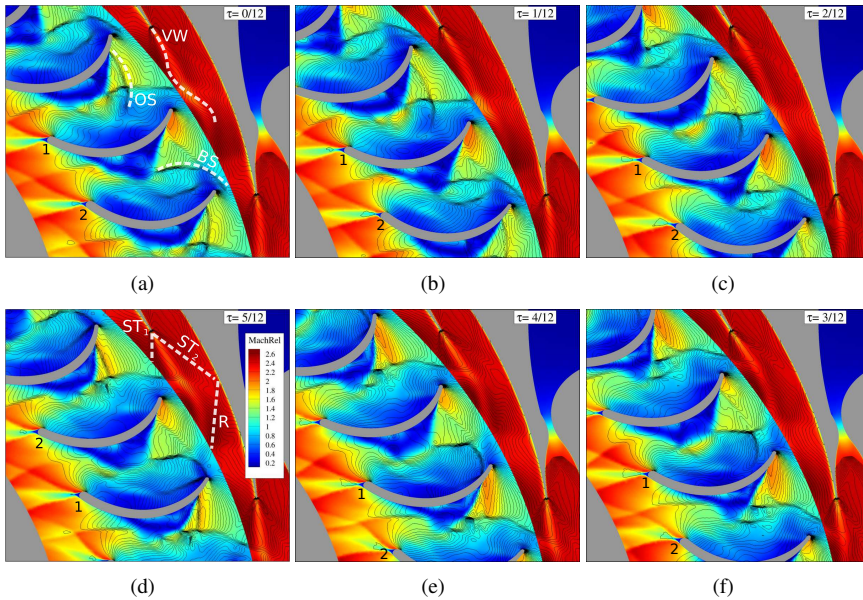 τ= 0/12
VW
OS
1
BS
2
(a)
τ= 1/12
1
2
(b)
τ= 2/12
1
2
(c)
τ= 5/12
ST₁
ST₂
R
MachRel
2.6
2.4
2.2
2
1.8
1.6
1.4
1.2
1
0.8
0.6
0.4
0.2
2
1
(d)
τ= 4/12
1
2
(e)
τ= 3/12
1
2
(f)